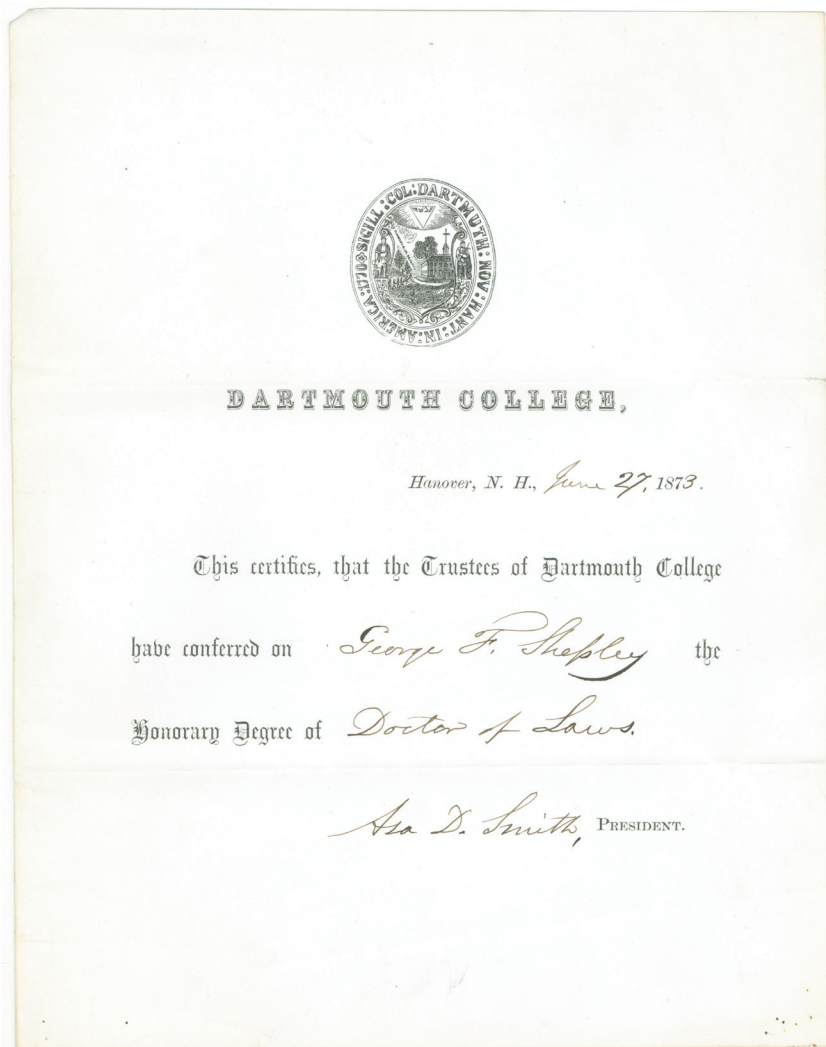 SIGILL: COL: DARTMUTH: NOV: HANT: IN: AMERICA: 1770
DARTMOUTH COLLEGE,
Hanover, N. H., June 27, 1873.
This certifies, that the Trustees of Dartmouth College
have conferred on George F. Shepley the
Honorary Degree of Doctor of Laws.
Asa D. Smith, PRESIDENT.